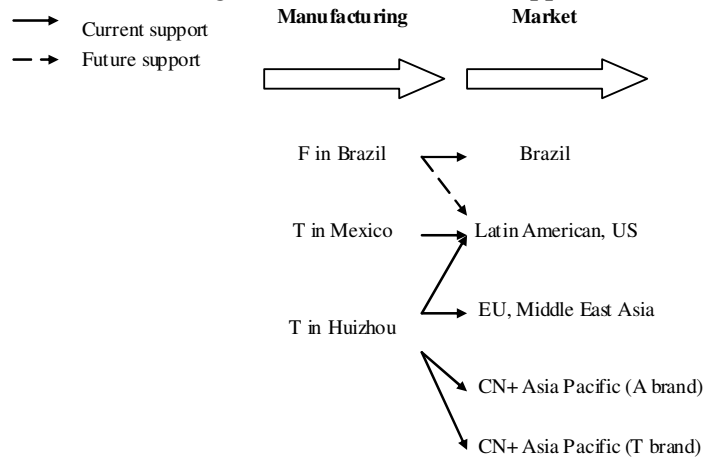 Manufacturing Market
Current support
Future support
F in Brazil Brazil
T in Mexico Latin American, US
T in Huizhou
EU, Middle East Asia
CN+ Asia Pacific (A brand)
CN+ Asia Pacific (T brand)